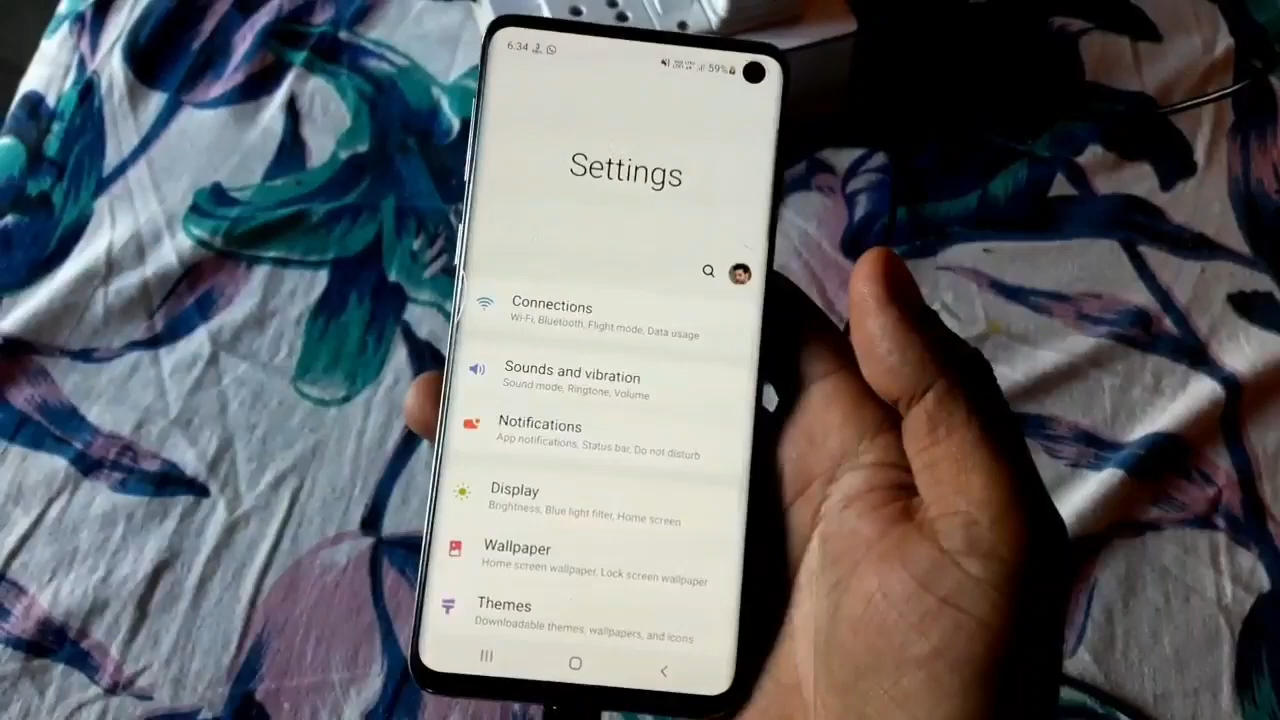 6.34
59%
Settings
Connections
Wi-Fi, Bluetooth, Flight mode, Data usage
Sounds and vibration
Sound mode, Ringtone, Volume
Notifications
App notifications, Status bar, Do not disturb
Display
Brightness, Blue light filter, Home screen
Wallpaper
Home screen wallpaper, Lock screen wallpaper
Themes
Downloadable themes, wallpapers, and icons